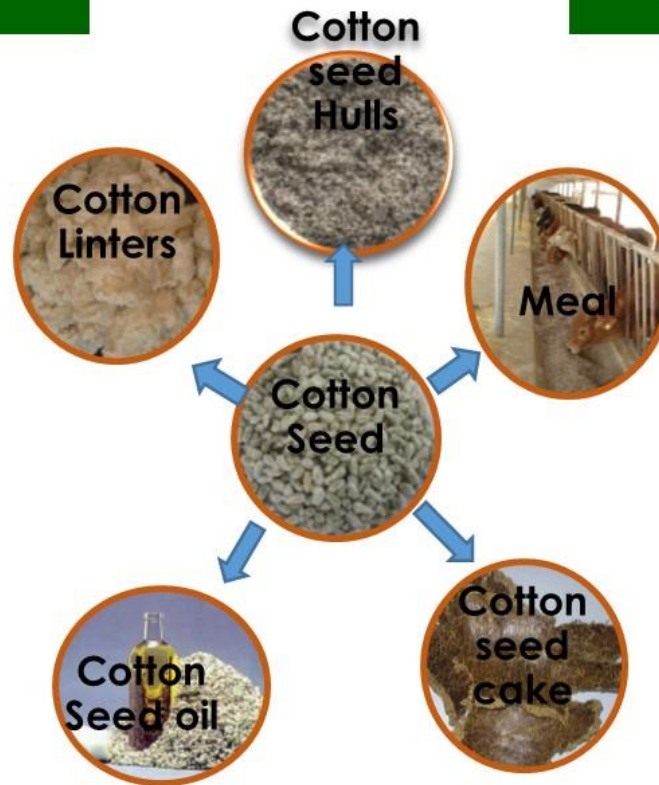 Cotton
seed
Hulls
Cotton
Linters
Meal
Cotton
Seed
Cotton
Seed oil
Cotton
seed
cake